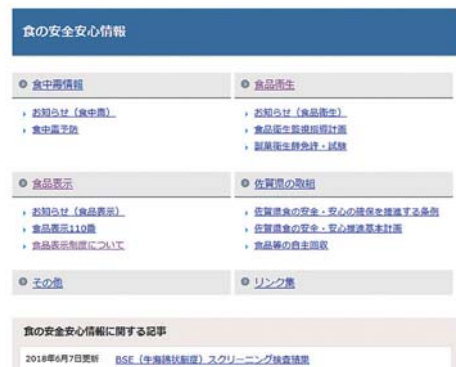 食の安全安心情報
食中毒情報
お知らせ（食中毒）
食中毒予防
食品衛生
お知らせ（食品衛生）
食品衛生監視指導計画
製菓衛生師免許・試験
食品表示
お知らせ（食品表示）
食品表示110番
食品表示制度について
佐賀県の取組
佐賀県食の安全・安心の確保を推進する条例
佐賀県食の安全・安心推進基本計画
食品等の自主回収
その他
リンク集
食の安全安心情報に関する記事
2018年6月7日更新 BSE（牛海綿状脳症）スクリーニング検査結果